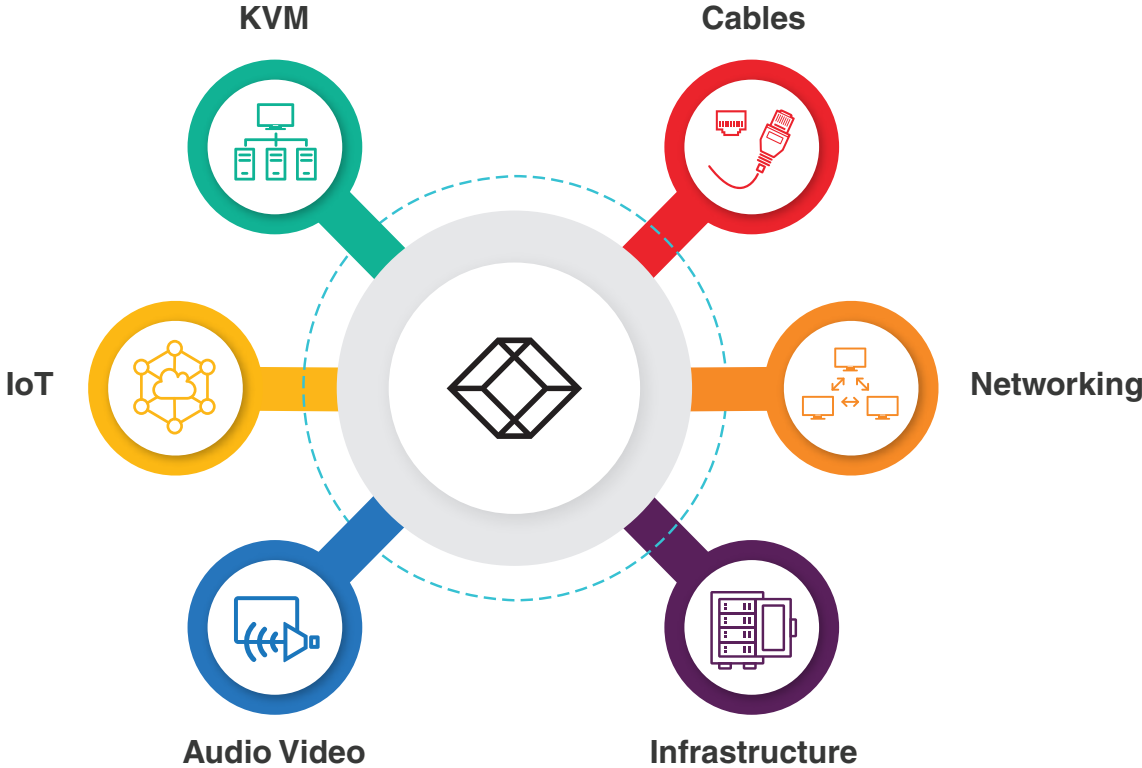 KVM
Cables
IoT
Networking
Audio Video
Infrastructure